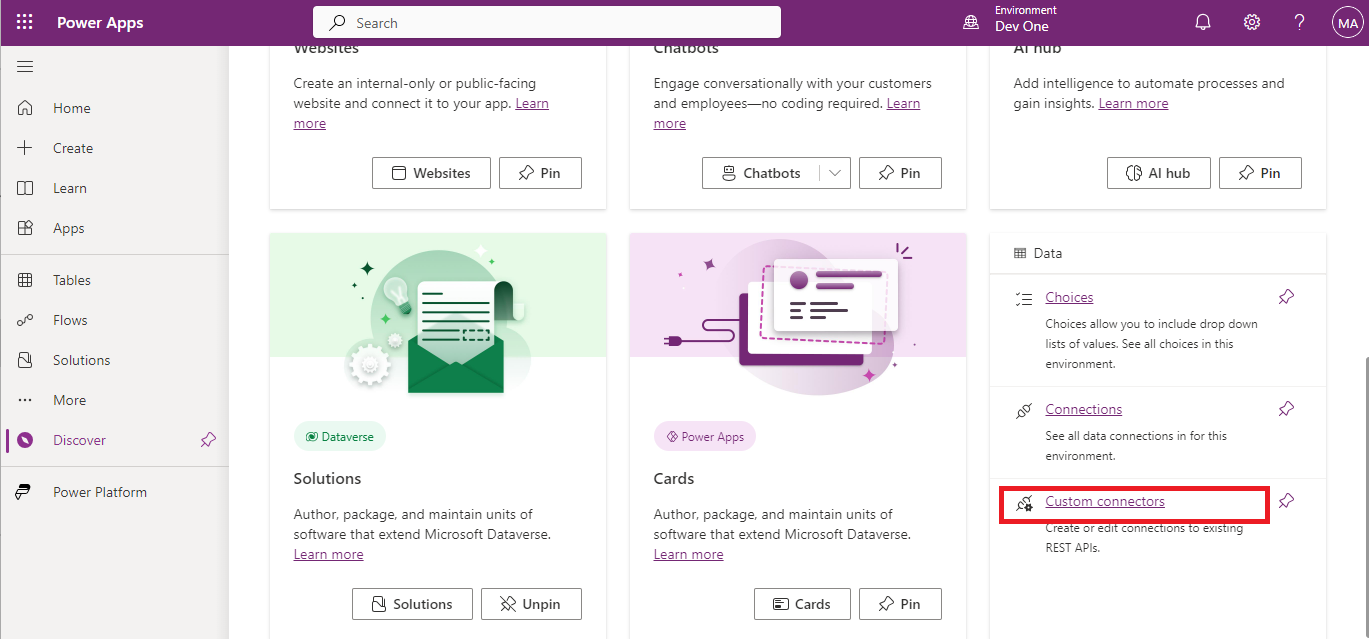 Power Apps
Search
Environment
Dev One
MA
Home
Create
Learn
Apps
Tables
Flows
Solutions
More
Discover
Power Platform
Websites
Create an internal-only or public-facing
website and connect it to your app. Learn
more
Websites
Pin
Chatbots
Engage conversationally with your customers
and employees—no coding required. Learn
more
Chatbots
Pin
AI hub
Add intelligence to automate processes and
gain insights. Learn more
AI hub
Pin
Dataverse
Solutions
Author, package, and maintain units of
software that extend Microsoft Dataverse.
Learn more
Solutions
Unpin
Power Apps
Cards
Author, package, and maintain units of
software that extend Microsoft Dataverse.
Learn more
Cards
Pin
Data
Choices
Choices allow you to include drop down
lists of values. See all choices in this
environment.
Connections
See all data connections in for this
environment.
Custom connectors
Create or edit connections to existing
REST APIs.